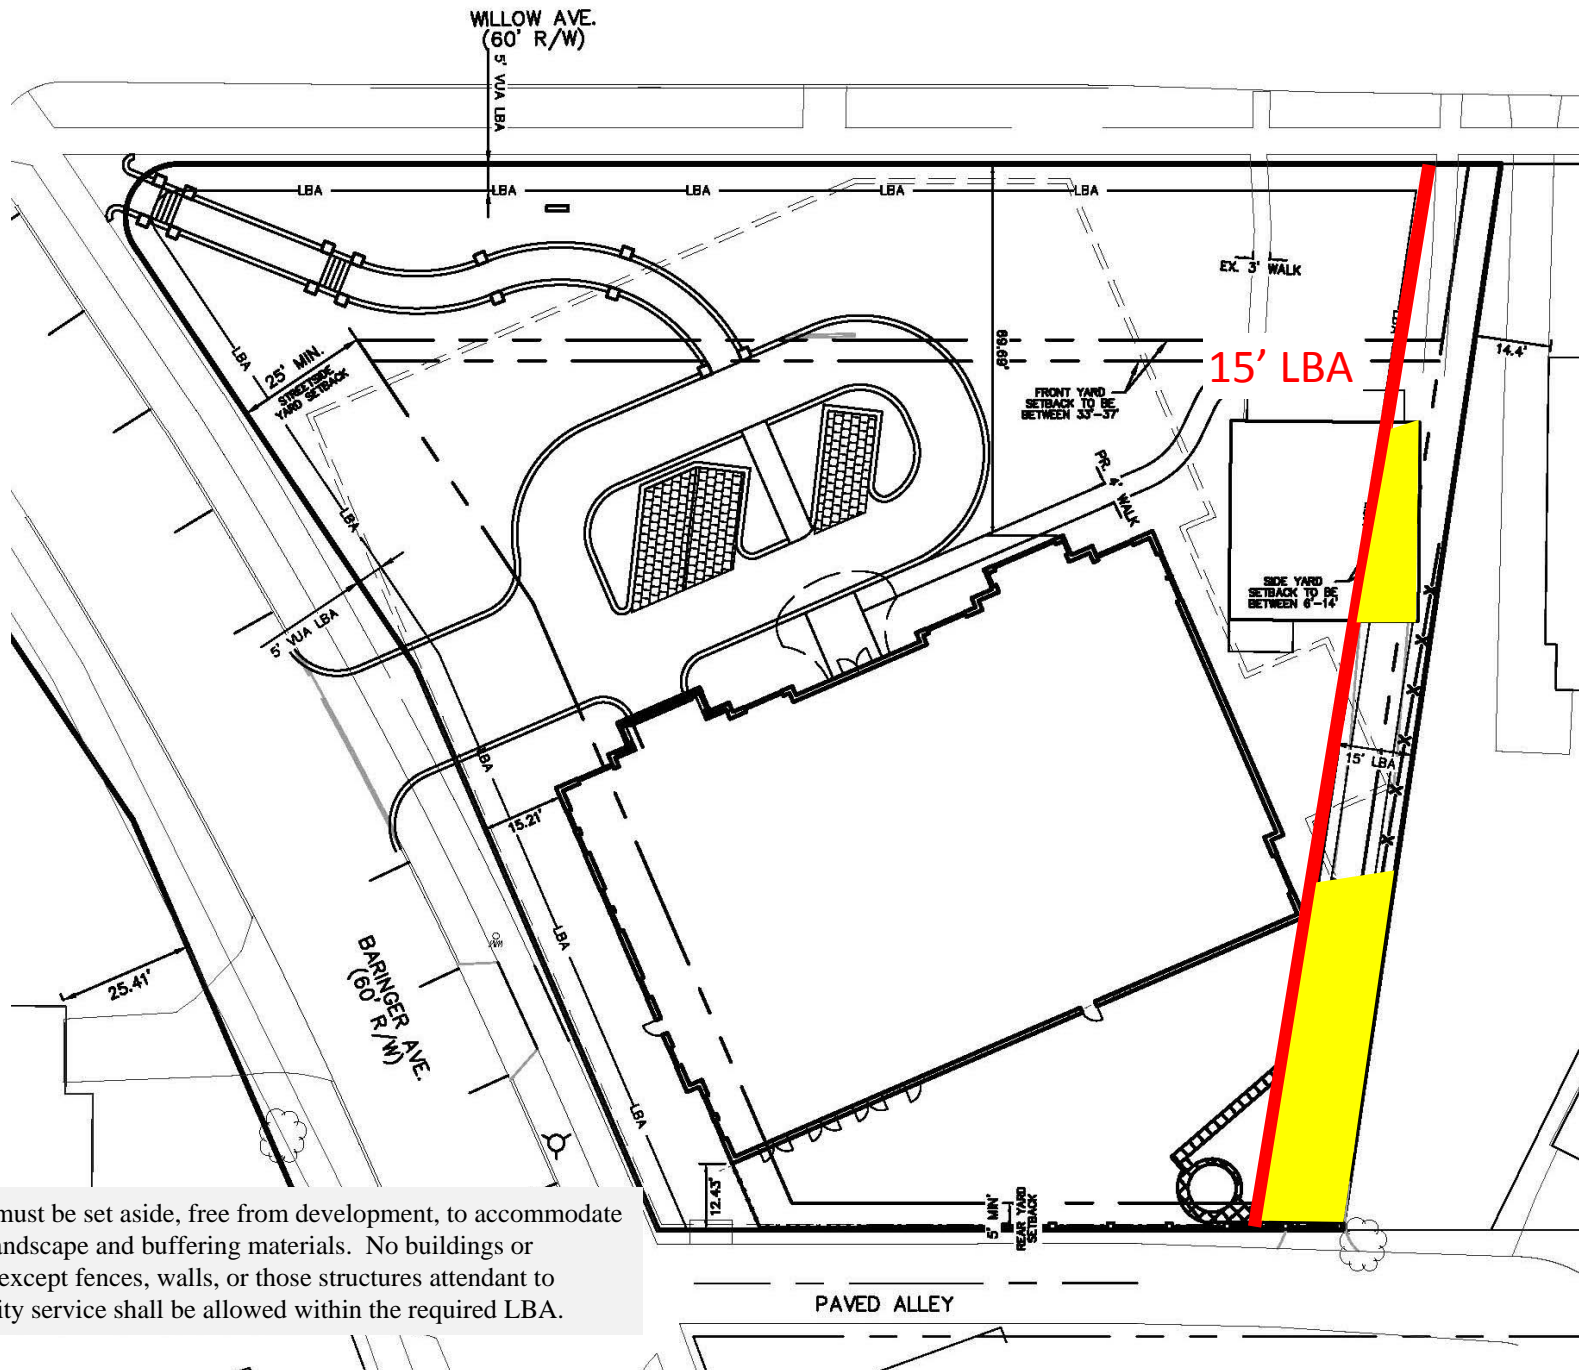 WILLOW AVE.
(60' R/W)
5' VUA LBA
LBA
LBA
LBA
LBA
LBA
EX. 3' WALK
LBA
69.69'
14.4'
15' LBA
LBA
25' MIN.
STREETSIDE
YARD SETBACK
FRONT YARD
SETBACK TO BE
BETWEEN 33'-37'
PR. 4' WALK
LBA
SIDE YARD
SETBACK TO BE
BETWEEN 6'-14'
5' VUA LBA
LBA
15' LBA
15.21'
LBA
25.41'
BARINGER AVE.
(60' R/W)
LBA
12.43'
5' MIN'
REAR YARD
SETBACK
must be set aside, free from development, to accommodate
andscape and buffering materials. No buildings or
except fences, walls, or those structures attendant to
ity service shall be allowed within the required LBA.
PAVED ALLEY